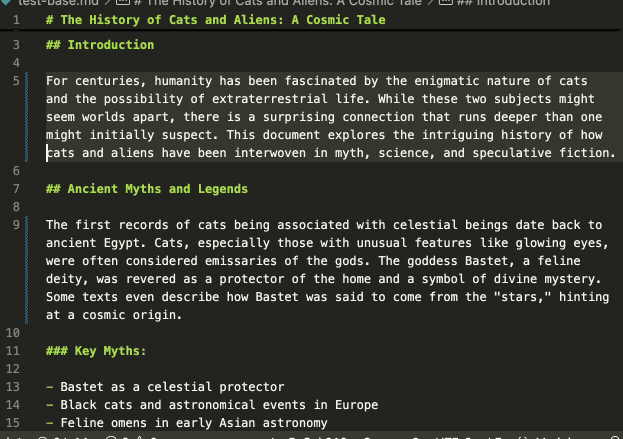 test-base.md > # The History of Cats and Aliens: A Cosmic Tale > ## Introduction
1 # The History of Cats and Aliens: A Cosmic Tale
3 ## Introduction
4
5 For centuries, humanity has been fascinated by the enigmatic nature of cats
and the possibility of extraterrestrial life. While these two subjects might
seem worlds apart, there is a surprising connection that runs deeper than one
might initially suspect. This document explores the intriguing history of how
cats and aliens have been interwoven in myth, science, and speculative fiction.
6
7 ## Ancient Myths and Legends
8
9 The first records of cats being associated with celestial beings date back to
ancient Egypt. Cats, especially those with unusual features like glowing eyes,
were often considered emissaries of the gods. The goddess Bastet, a feline
deity, was revered as a protector of the home and a symbol of divine mystery.
Some texts even describe how Bastet was said to come from the "stars," hinting
at a cosmic origin.
10
11 ### Key Myths:
12
13 - Bastet as a celestial protector
14 - Black cats and astronomical events in Europe
15 - Feline omens in early Asian astronomy